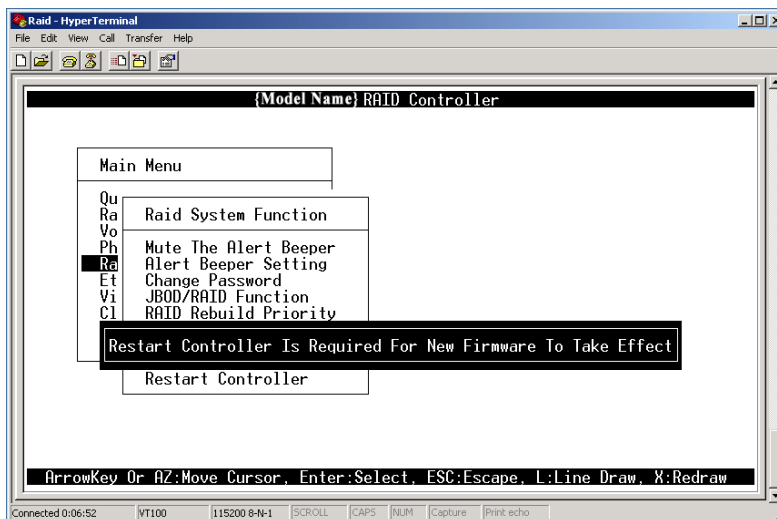 Raid - HyperTerminal
File Edit View Call Transfer Help
{Model Name} RAID Controller
Main Menu
Qu
Ra
Vo
Ph
Ra
Et
Vi
Cl
Raid System Function
Mute The Alert Beeper
Alert Beeper Setting
Change Password
JBOD/RAID Function
RAID Rebuild Priority
Restart Controller Is Required For New Firmware To Take Effect
Restart Controller
ArrowKey Or AZ:Move Cursor, Enter:Select, ESC:Escape, L:Line Draw, X:Redraw
Connected 0:06:52 VT100 115200 8-N-1 SCROLL CAPS NUM Capture Print echo